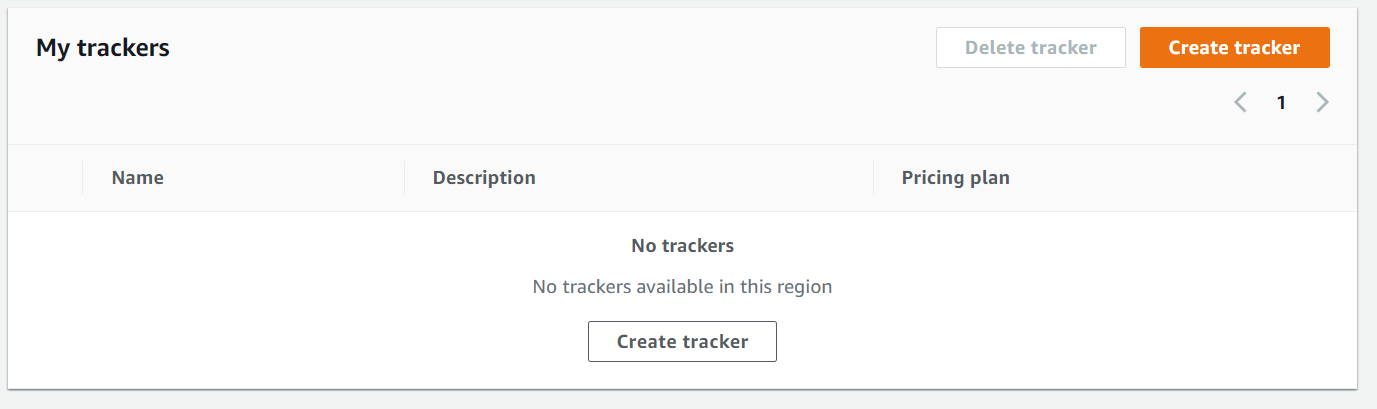 My trackers
Delete tracker
Create tracker
1
Name
Description
Pricing plan
No trackers
No trackers available in this region
Create tracker